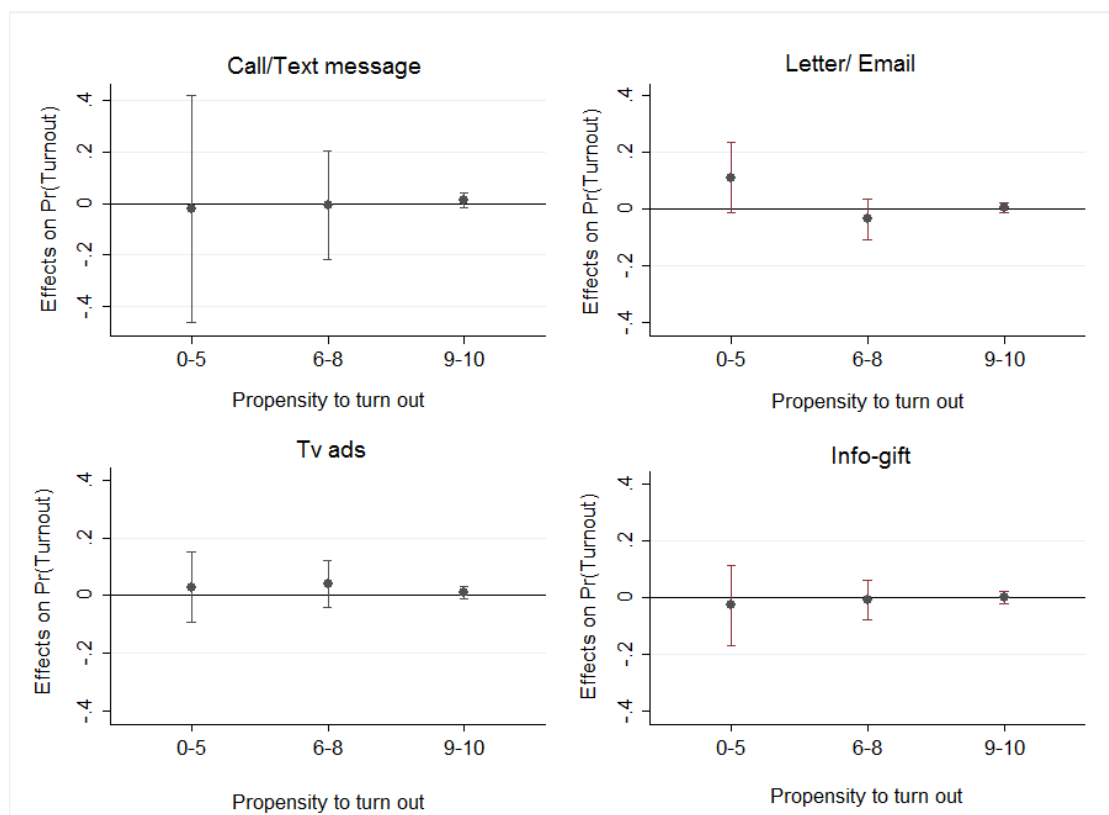 Call/Text message
Effects on Pr(Turnout)
.4
.2
0
-.2
-.4
0-5 6-8 9-10
Propensity to turn out
Letter/ Email
Effects on Pr(Turnout)
.4
.2
0
-.2
-.4
0-5 6-8 9-10
Propensity to turn out
Tv ads
Effects on Pr(Turnout)
.4
.2
0
-.2
-.4
0-5 6-8 9-10
Propensity to turn out
Info-gift
Effects on Pr(Turnout)
.4
.2
0
-.2
-.4
0-5 6-8 9-10
Propensity to turn out